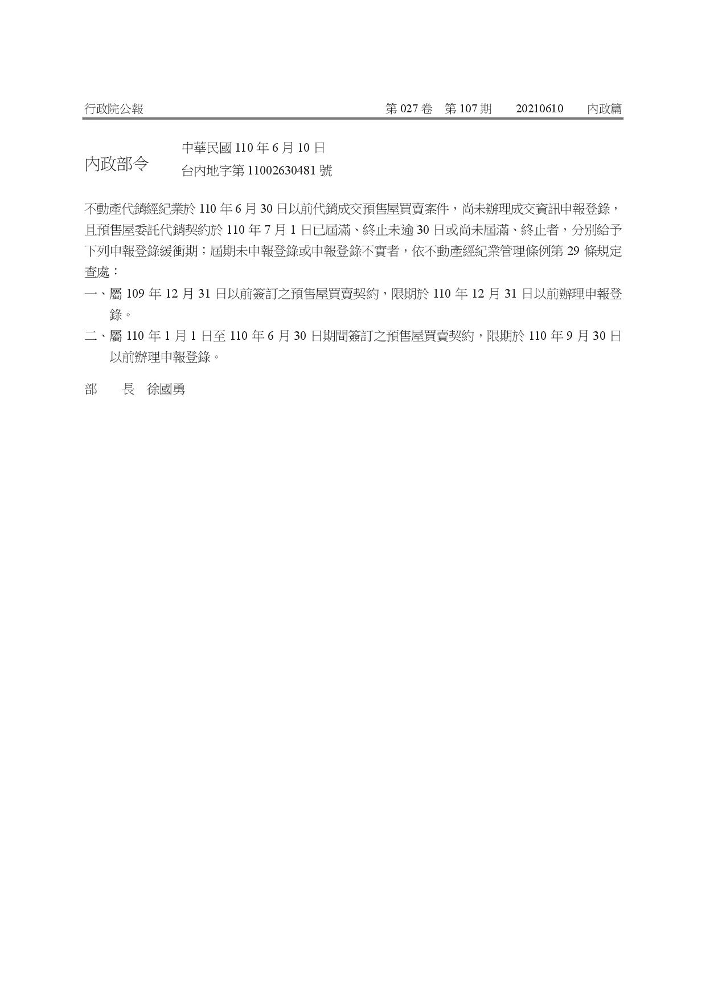 行政院公報　第 027 卷　第 107 期　20210610　內政篇
內政部令
中華民國 110 年 6 月 10 日
台內地字第 11002630481 號
不動產代銷經紀業於 110 年 6 月 30 日以前代銷成交預售屋買賣案件，尚未辦理成交資訊申報登錄，
且預售屋委託代銷契約於 110 年 7 月 1 日已屆滿、終止未逾 30 日或尚未屆滿、終止者，分別給予
下列申報登錄緩衝期；屆期未申報登錄或申報登錄不實者，依不動產經紀業管理條例第 29 條規定
查處：
一、屬 109 年 12 月 31 日以前簽訂之預售屋買賣契約，限期於 110 年 12 月 31 日以前辦理申報登
錄。
二、屬 110 年 1 月 1 日至 110 年 6 月 30 日期間簽訂之預售屋買賣契約，限期於 110 年 9 月 30 日
以前辦理申報登錄。
部　　長　徐國勇